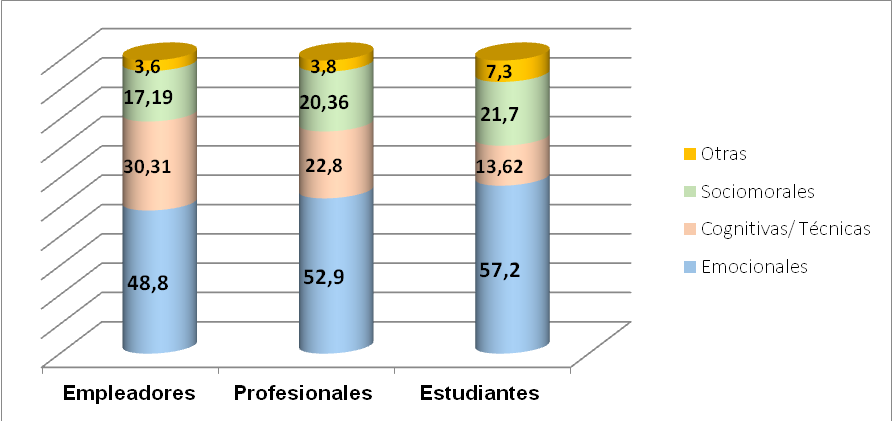 3,6
3,8
7,3
17,19
20,36
21,7
30,31
22,8
13,62
48,8
52,9
57,2
Empleadores
Profesionales
Estudiantes
Otras
Sociomorales
Cognitivas/ Técnicas
Emocionales